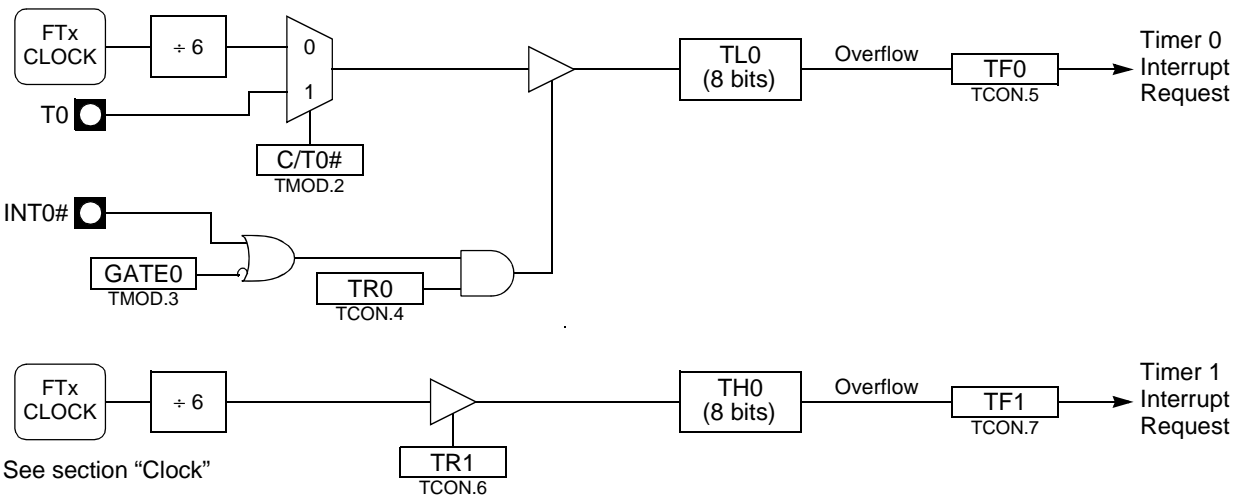 FTx
CLOCK
÷ 6
0
1
T0
C/T0#
TMOD.2
TL0
(8 bits)
Overflow
TF0
TCON.5
Timer 0
Interrupt
Request
INT0#
GATE0
TMOD.3
TR0
TCON.4
FTx
CLOCK
÷ 6
TR1
TCON.6
TH0
(8 bits)
Overflow
TF1
TCON.7
Timer 1
Interrupt
Request
See section “Clock”